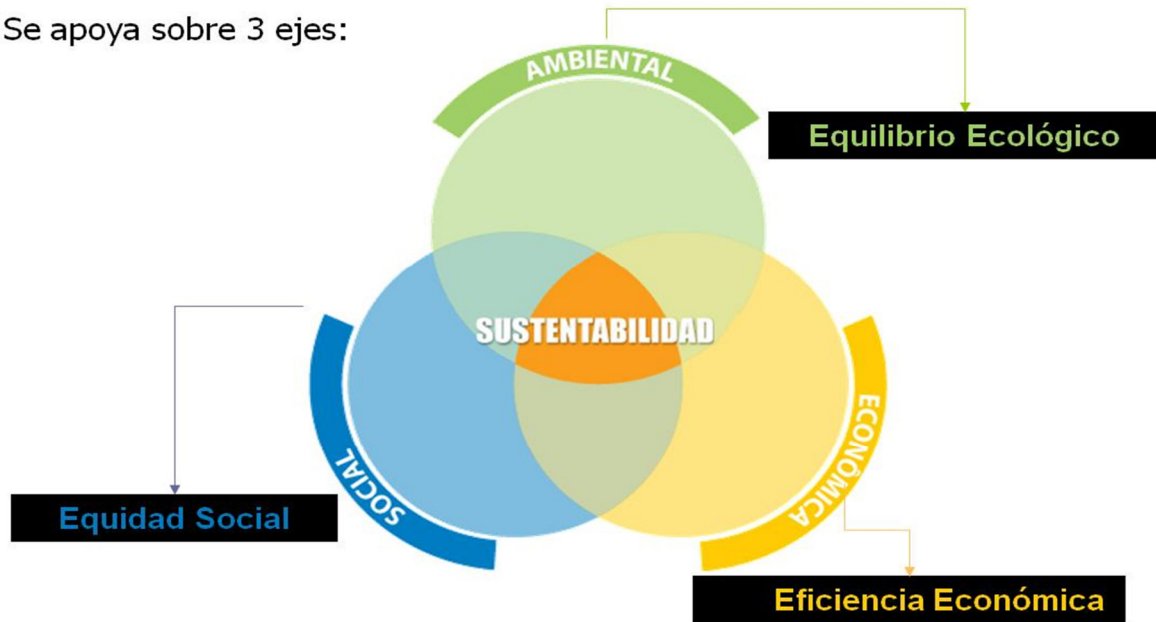 Se apoya sobre 3 ejes:
AMBIENTAL
Equilibrio Ecológico
SUSTENTABILIDAD
SOCIAL
ECONÓMICA
Equidad Social
Eficiencia Económica